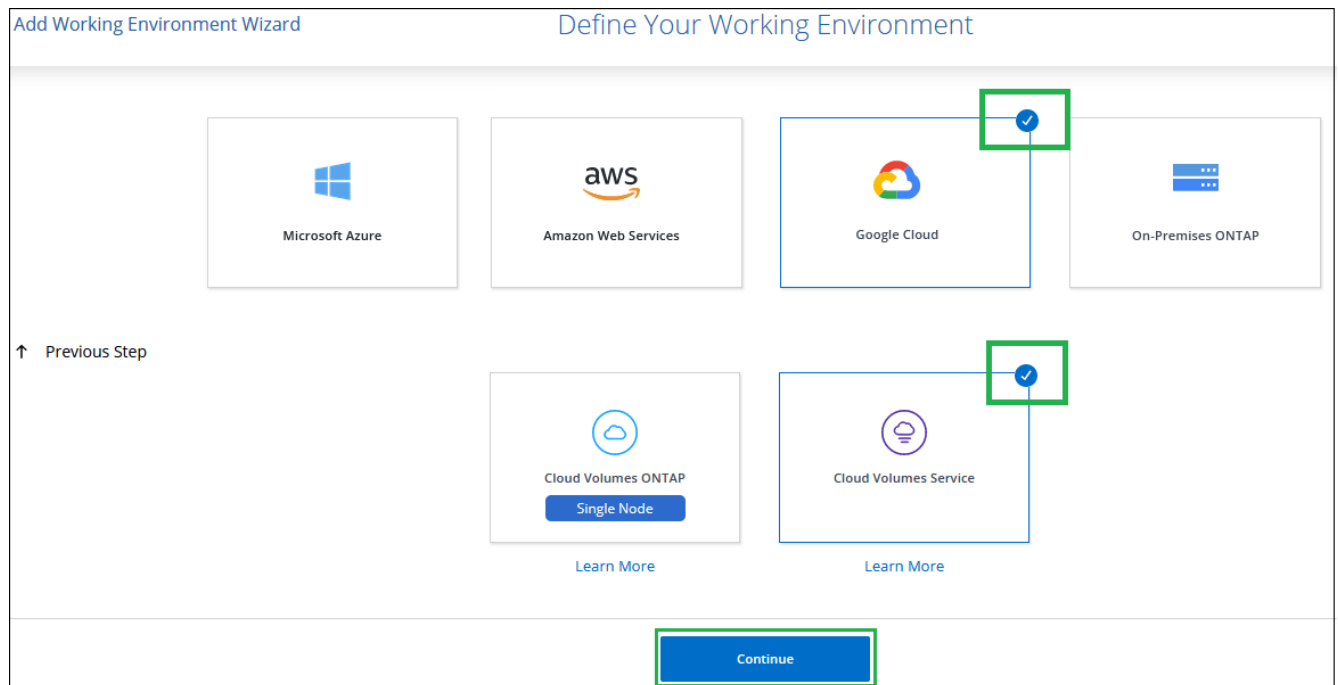 Add Working Environment Wizard
Define Your Working Environment
aws
Microsoft Azure
Amazon Web Services
Google Cloud
On-Premises ONTAP
↑ Previous Step
Cloud Volumes ONTAP
Single Node
Cloud Volumes Service
Learn More
Learn More
Continue